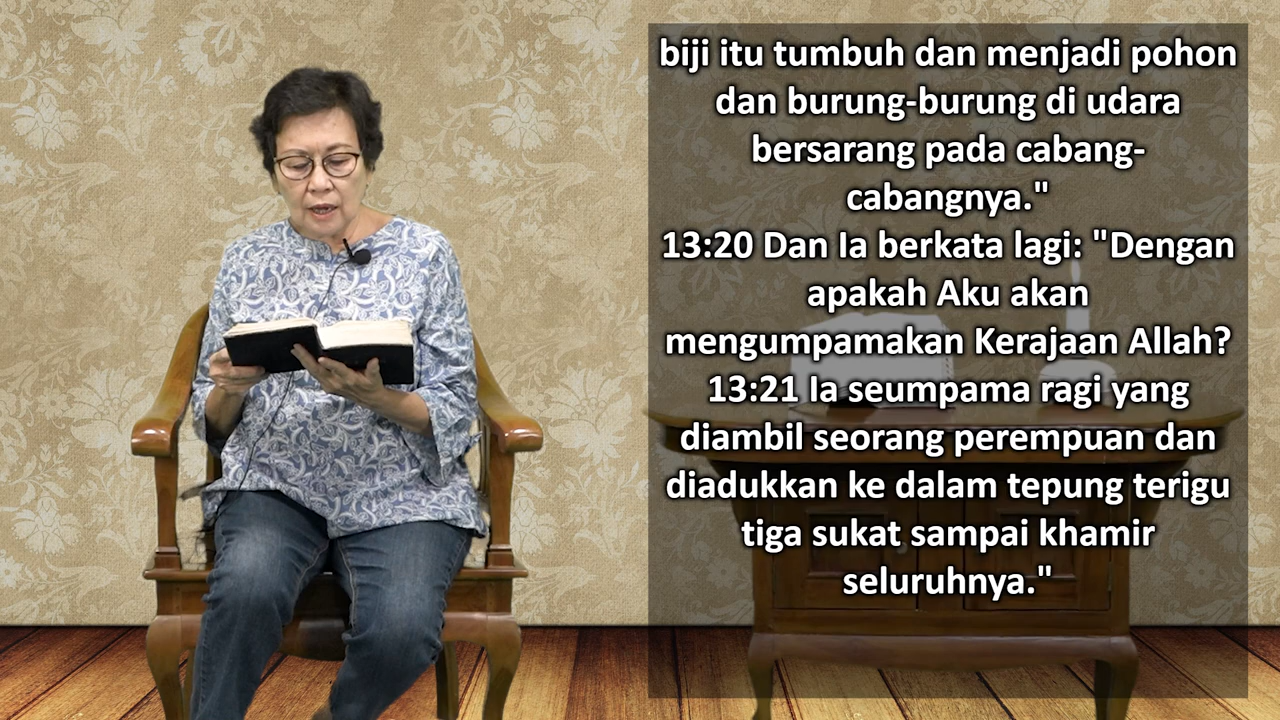 biji itu tumbuh dan menjadi pohon
dan burung-burung di udara
bersarang pada cabang-
cabangnya."
13:20 Dan Ia berkata lagi: "Dengan
apakah Aku akan
mengumpamakan Kerajaan Allah?
13:21 Ia seumpama ragi yang
diambil seorang perempuan dan
diadukkan ke dalam tepung terigu
tiga sukat sampai khamir
seluruhnya."